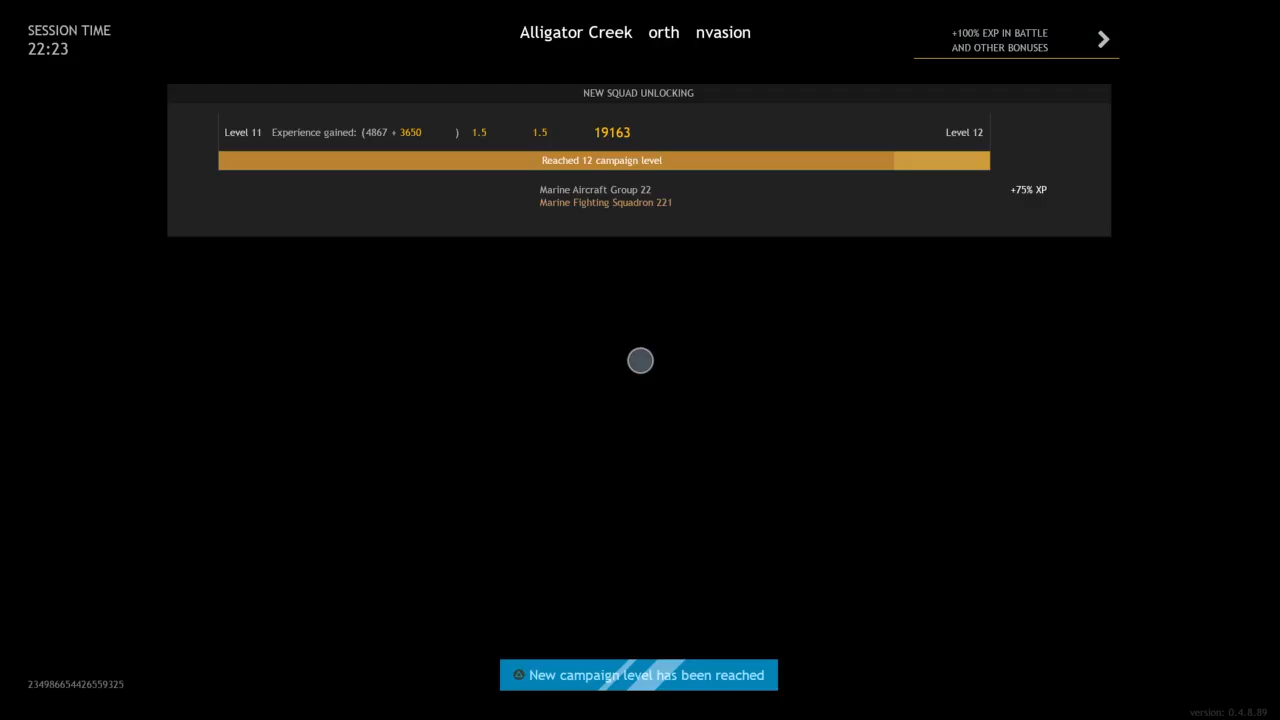 SESSION TIME
22:23
Alligator Creek orth nvasion
+100% EXP IN BATTLE
AND OTHER BONUSES
NEW SQUAD UNLOCKING
Level 11 Experience gained: (4867 + 3650 ) 1.5 1.5 19163 Level 12
Reached 12 campaign level
Marine Aircraft Group 22
Marine Fighting Squadron 221
+75% XP
New campaign level has been reached
234986654426559325
version: 0.4.8.89